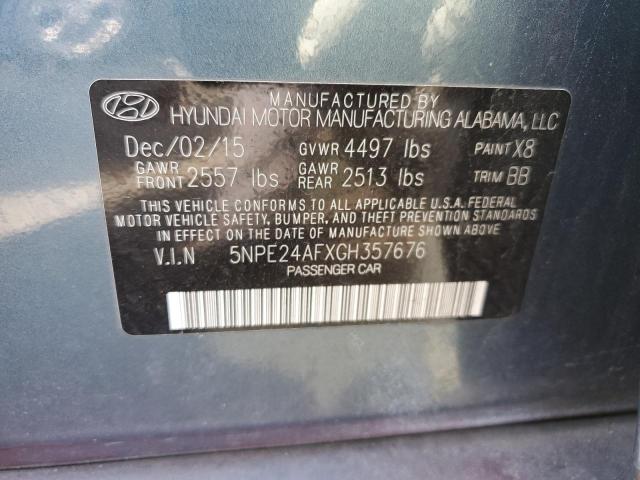 MANUFACTURED BY
HYUNDAI MOTOR MANUFACTURING ALABAMA, LLC
Dec/02/15 GVWR 4497 lbs PAINT X8
GAWR FRONT 2557 lbs GAWR REAR 2513 lbs TRIM BB
THIS VEHICLE CONFORMS TO ALL APPLICABLE U.S.A. FEDERAL
MOTOR VEHICLE SAFETY, BUMPER, AND THEFT PREVENTION STANDARDS
IN EFFECT ON THE DATE OF MANUFACTURE SHOWN ABOVE.
V.I.N 5NPE24AFXGH357676
PASSENGER CAR